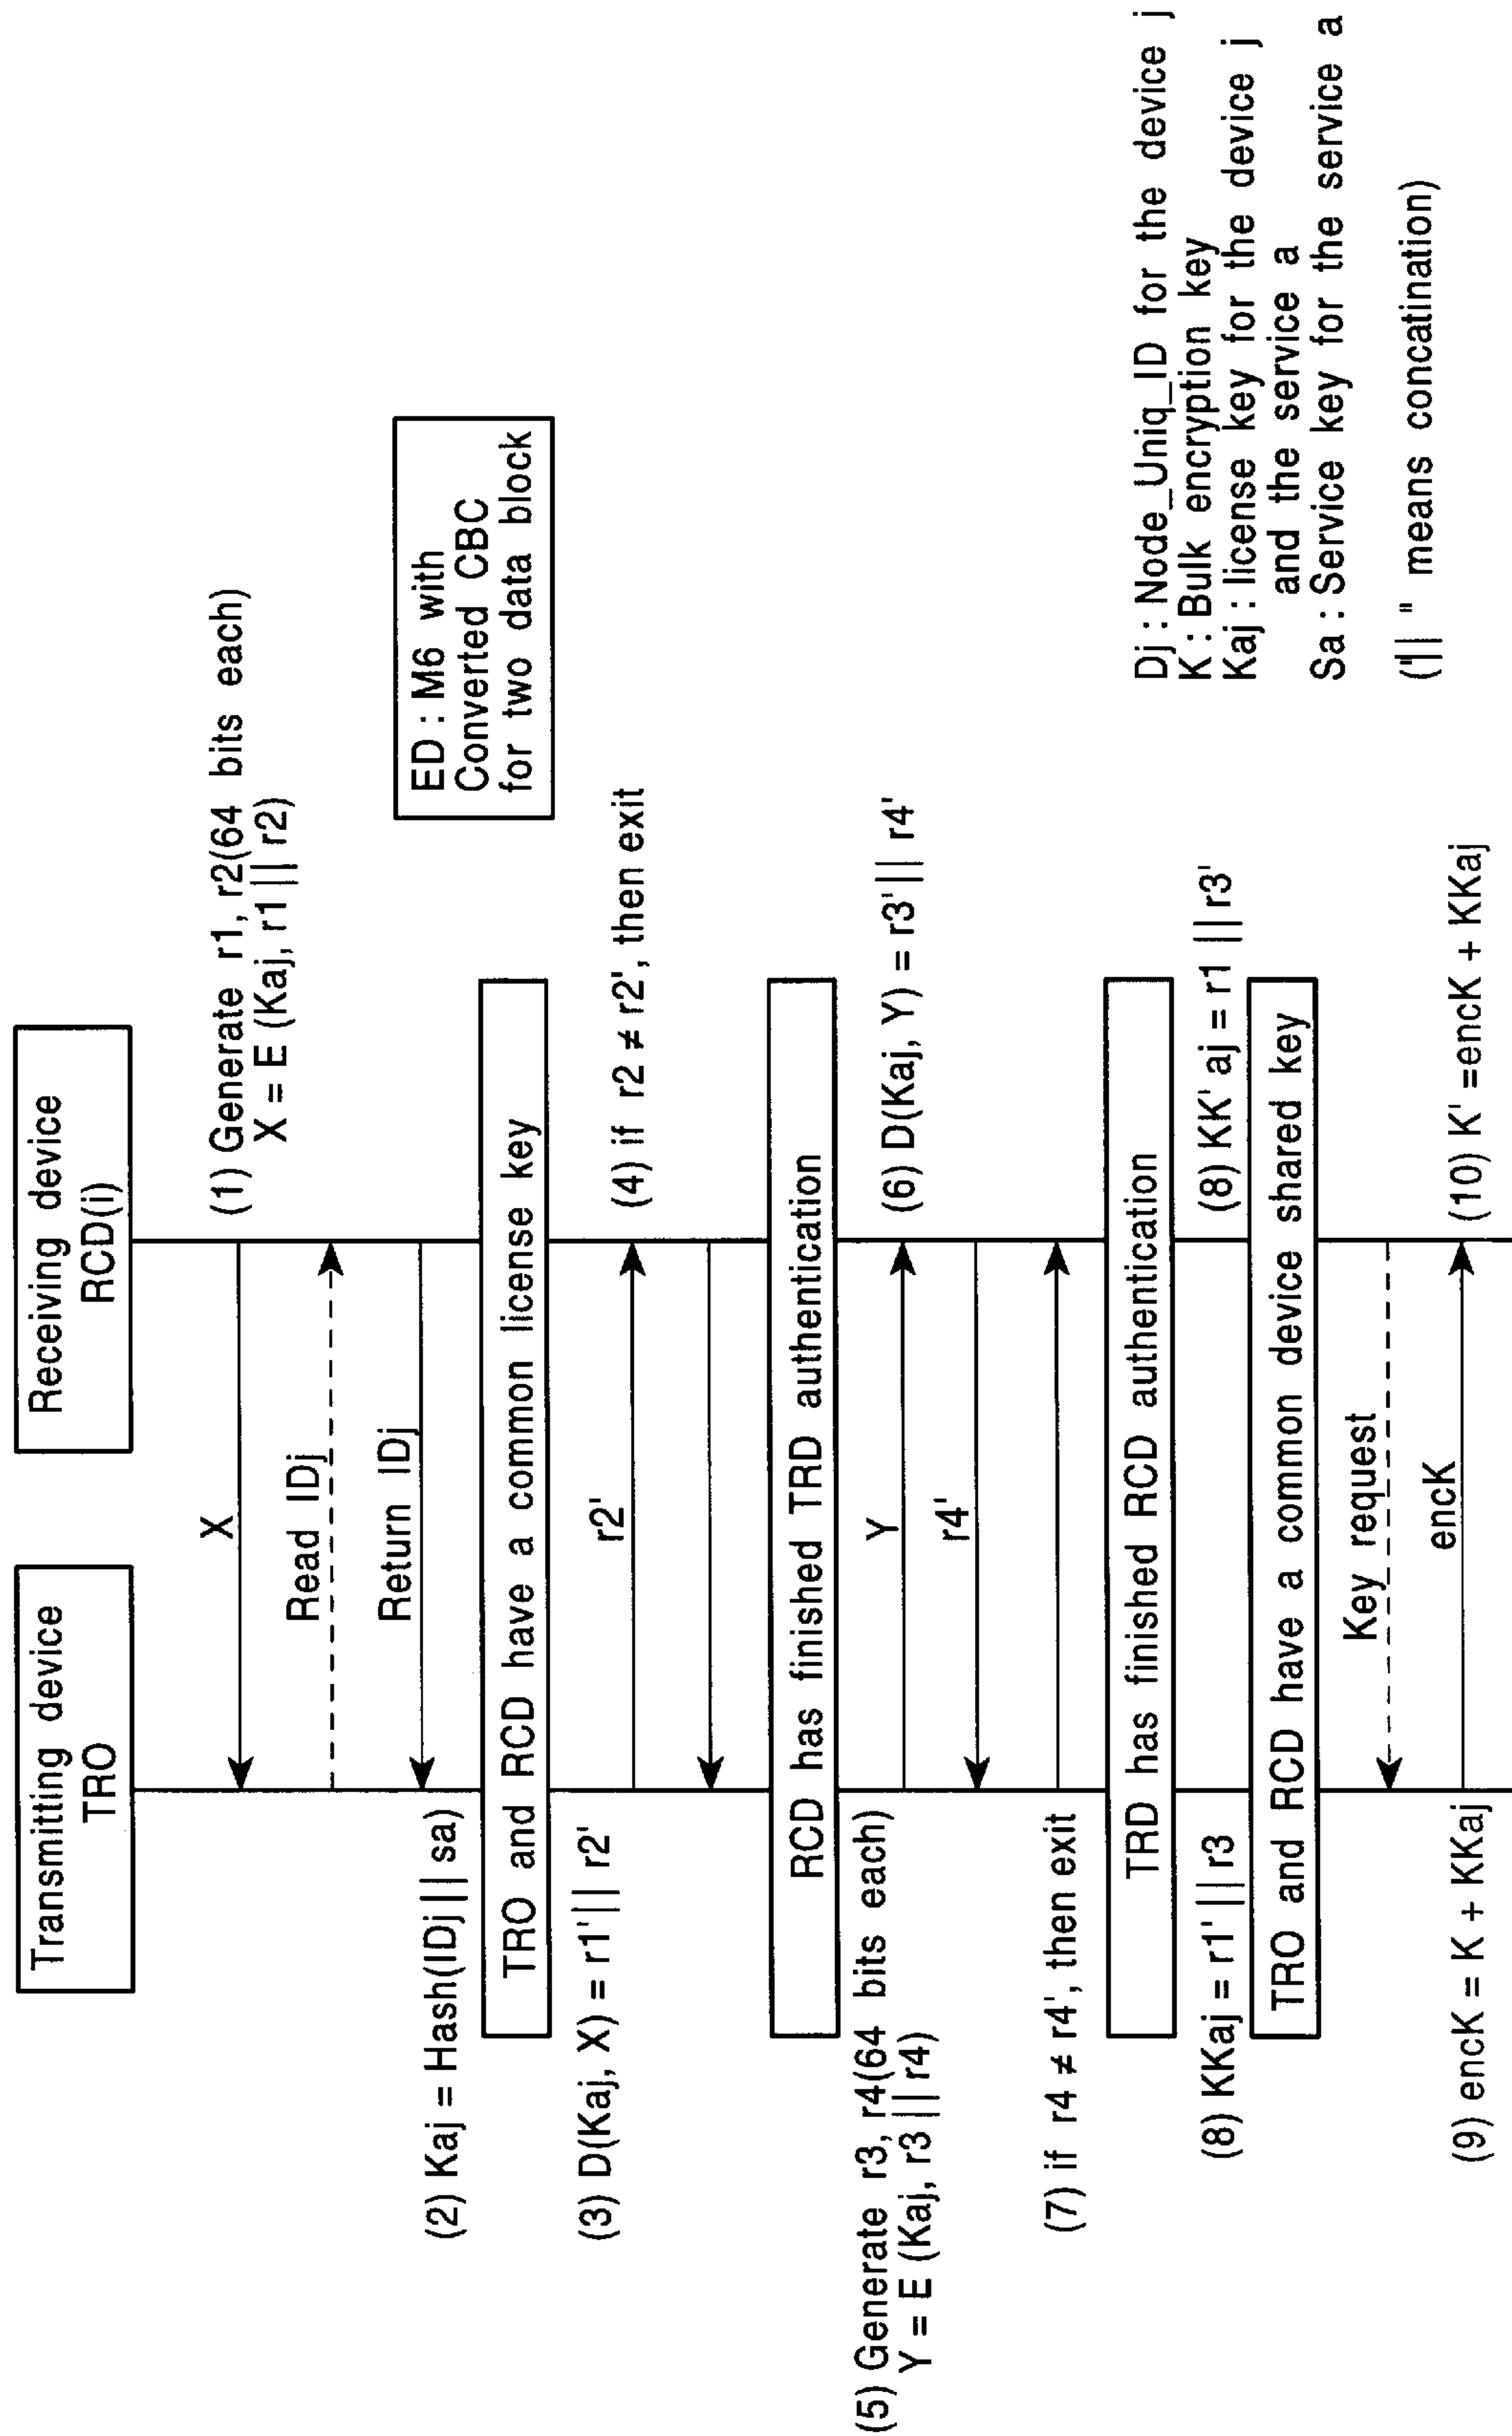 Transmitting device
TRO
Receiving device
RCD(i)
(1) Generate r1, r2(64 bits each)
X = E (Kaj, r1 || r2)
X
Read IDj
Return IDj
(2) Kaj = Hash(IDj || sa)
ED : M6 with
Converted CBC
for two data block
TRO and RCD have a common license key
(3) D(Kaj, X) = r1' || r2'
r2'
(4) if r2 ≠ r2', then exit
RCD has finished TRD authentication
(5) Generate r3, r4(64 bits each)
Y = E (Kaj, r3 || r4)
Y
(6) D(Kaj, Y) = r3' || r4'
r4'
(7) if r4 ≠ r4', then exit
TRD has finished RCD authentication
(8) KKaj = r1' || r3
(8) KK' aj = r1 || r3'
TRO and RCD have a common device shared key
Key request
(9) encK = K + KKaj
encK
(10) K' =encK + KKaj
Dj : Node_Uniq_ID for the device j
K : Bulk encryption key
Kaj : license key for the device j
and the service a
Sa : Service key for the service a
("|| " means concatination)